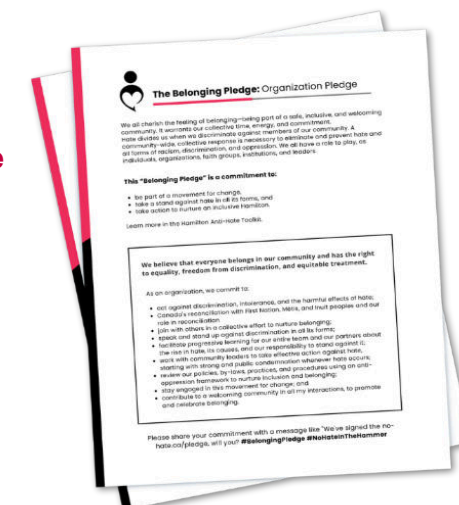 e
The Belonging Pledge: Organization Pledge
We all cherish the feeling of belonging—being part of a safe, inclusive, and welcoming
community. It warrants our collective time, energy, and commitment.
Hate divides us when we discriminate against members of our community. A
community-wide, collective response is necessary to eliminate and prevent hate and
all forms of racism, discrimination, and oppression. We all have a role to play, as
individuals, organizations, faith groups, institutions, and leaders.
This "Belonging Pledge" is a commitment to:
• be part of a movement for change,
• take a stand against hate in all its forms, and
• take action to nurture an inclusive Hamilton.
Learn more in the Hamilton Anti-Hate Toolkit.
We believe that everyone belongs in our community and has the right
to equality, freedom from discrimination, and equitable treatment.
As an organization, we commit to:
• act against discrimination, intolerance, and the harmful effects of hate;
• Canada's reconciliation with First Nation, Métis, and Inuit peoples and our
role in reconciliation
• join with others in a collective effort to nurture belonging;
• speak and stand up against discrimination in all its forms;
• facilitate progressive learning for our entire team and our partners about
the rise in hate, its causes, and our responsibility to stand against it;
• work with community leaders to take effective action against hate,
starting with strong and public condemnation whenever hate occurs;
• review our policies, by-laws, practices, and procedures using an anti-
oppression framework to nurture inclusion and belonging;
• stay engaged in this movement for change; and
• contribute to a welcoming community in all my interactions, to promote
and celebrate belonging.
Please share your commitment with a message like "We've signed the no-
hate.ca/pledge, will you? #BelongingPledge #NoHateInTheHammer